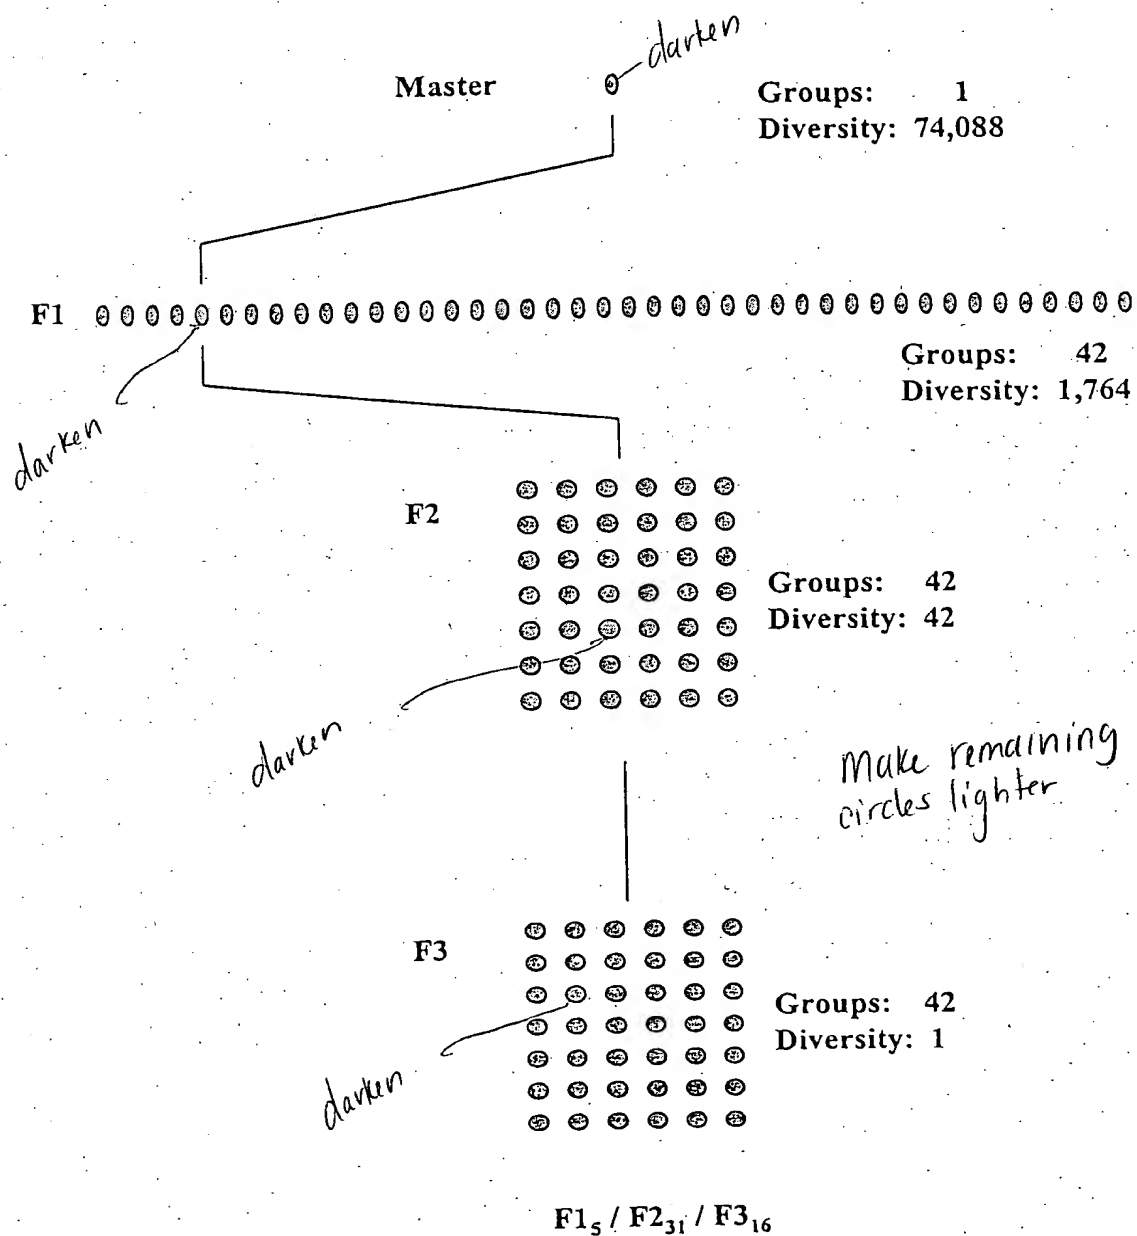 darken
Master
Groups: 1
Diversity: 74,088
F1
Groups: 42
Diversity: 1,764
darken
F2
Groups: 42
Diversity: 42
darken
Make remaining
circles lighter
F3
Groups: 42
Diversity: 1
darken
F1₅ / F2₃₁ / F3₁₆